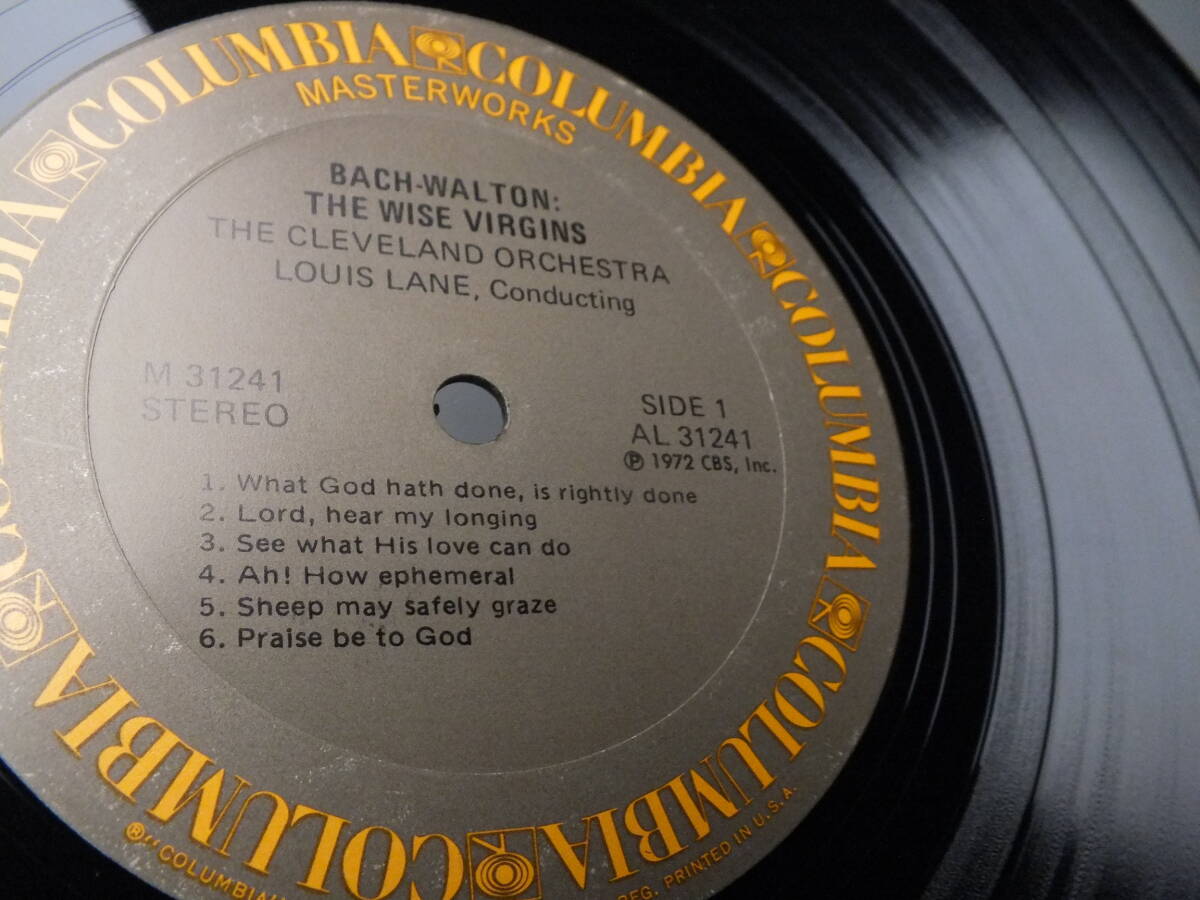 COLUMBIA COLUMBIA COLUMBIA COLUMBIA COLUMBIA COLUMBIA COLUMBIA
MASTERWORKS
BACH-WALTON:
THE WISE VIRGINS
THE CLEVELAND ORCHESTRA
LOUIS LANE, Conducting
M 31241
STEREO
SIDE 1
AL 31241
Ⓟ 1972 CBS, Inc.
1. What God hath done, is rightly done
2. Lord, hear my longing
3. See what His love can do
4. Ah! How ephemeral
5. Sheep may safely graze
6. Praise be to God
® "COLUMBIA
REG. PRINTED IN U.S.A.